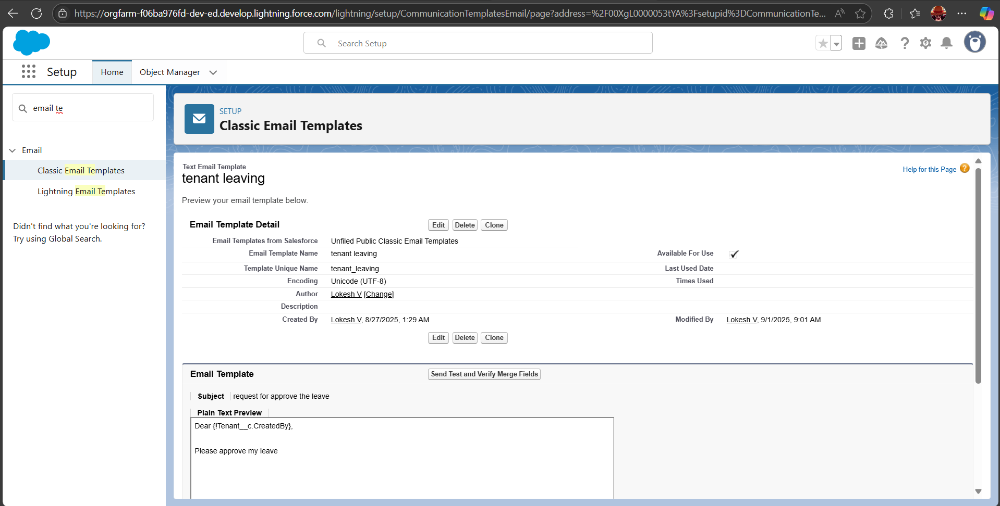 https://orgfarm-f06ba976fd-dev-ed.develop.lightning.force.com/lightning/setup/CommunicationTemplatesEmail/page?address=%2F00XgL0000053tYA%3Fsetupid%3DCommunicationTe...
Search Setup
Setup
Home
Object Manager
email te
Email
Classic Email Templates
Lightning Email Templates
Didn't find what you're looking for?
Try using Global Search.
SETUP
Classic Email Templates
Text Email Template
tenant leaving
Help for this Page
Preview your email template below.
Email Template Detail
Edit Delete Clone
Email Templates from Salesforce Unfiled Public Classic Email Templates
Email Template Name tenant leaving Available For Use
Template Unique Name tenant_leaving Last Used Date
Encoding Unicode (UTF-8) Times Used
Author Lokesh V [Change]
Description
Created By Lokesh V, 8/27/2025, 1:29 AM Modified By Lokesh V, 9/1/2025, 9:01 AM
Edit Delete Clone
Email Template Send Test and Verify Merge Fields
Subject request for approve the leave
Plain Text Preview
Dear {!Tenant__c.CreatedBy},
Please approve my leave